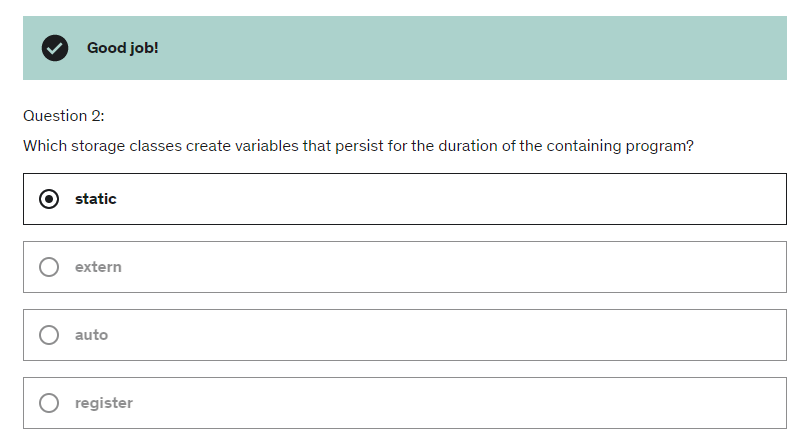 Good job!
Question 2:
Which storage classes create variables that persist for the duration of the containing program?
static
extern
auto
register